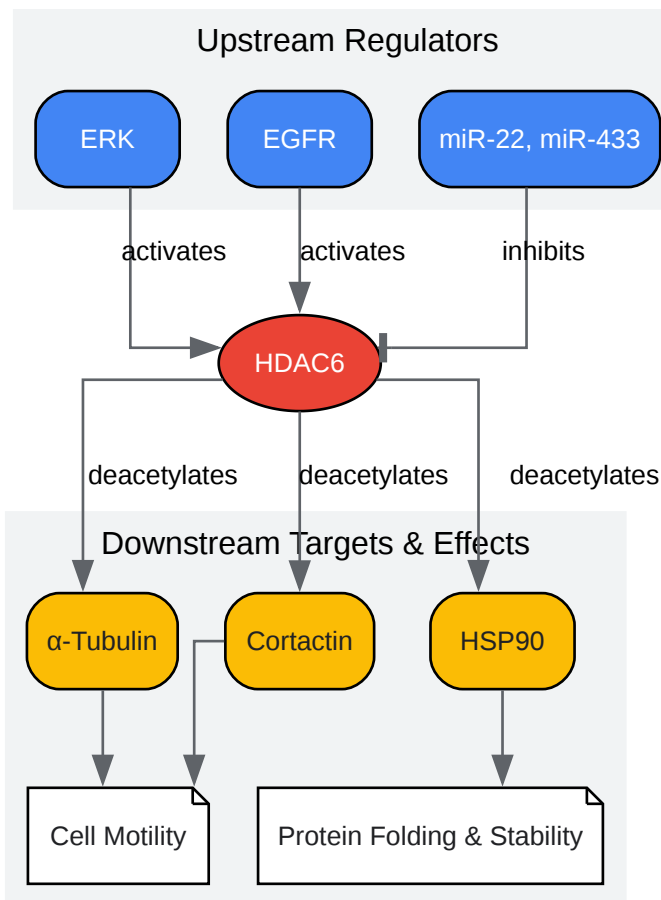 Upstream Regulators
ERK
EGFR
miR-22, miR-433
activates
activates
inhibits
HDAC6
deacetylates
deacetylates
deacetylates
Downstream Targets & Effects
α-Tubulin
Cortactin
HSP90
Cell Motility
Protein Folding & Stability